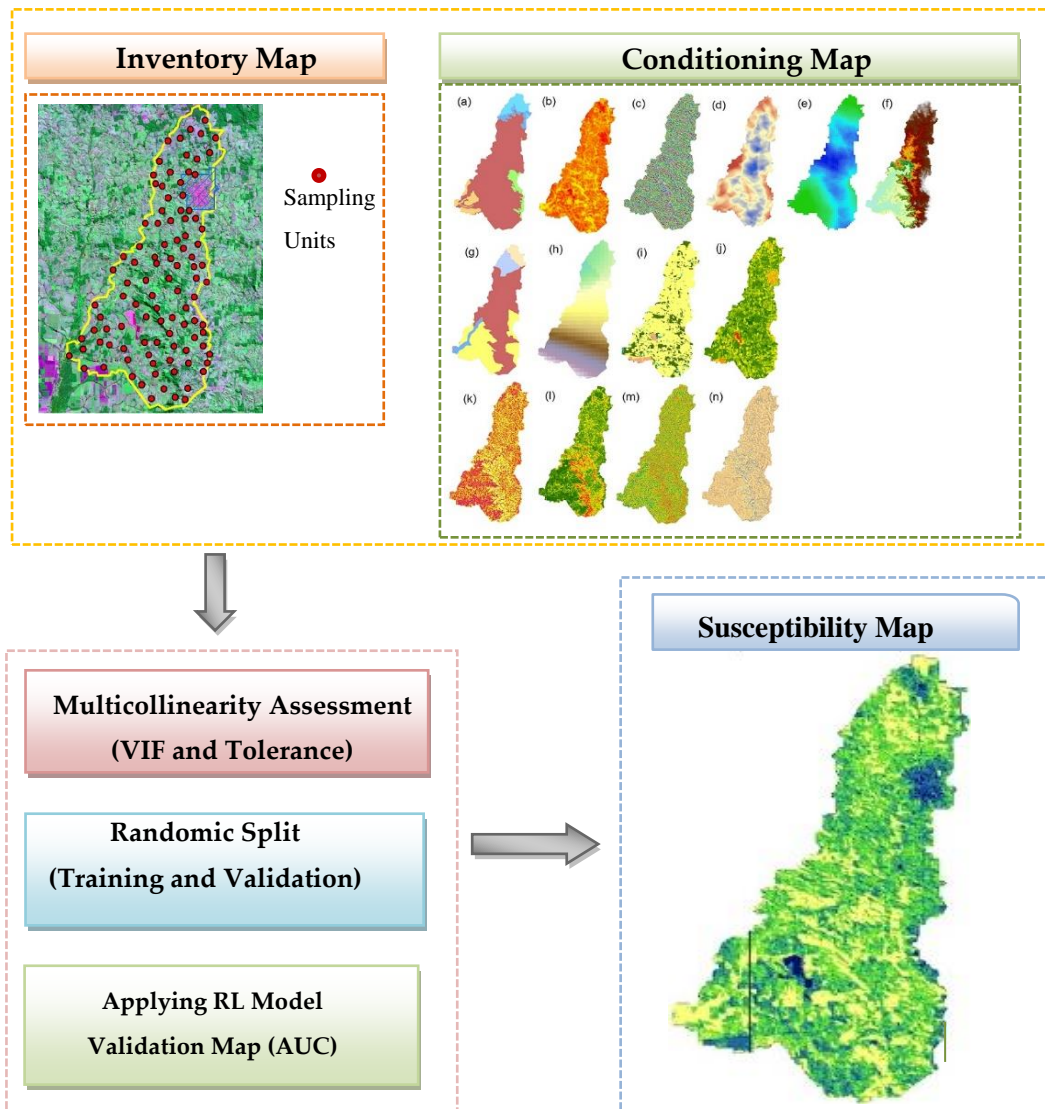 Inventory Map
Sampling
Units
Conditioning Map
(a) (b) (c) (d) (e) (f)
(g) (h) (i) (j)
(k) (l) (m) (n)
Multicollinearity Assessment
(VIF and Tolerance)
Randomic Split
(Training and Validation)
Applying RL Model
Validation Map (AUC)
Susceptibility Map